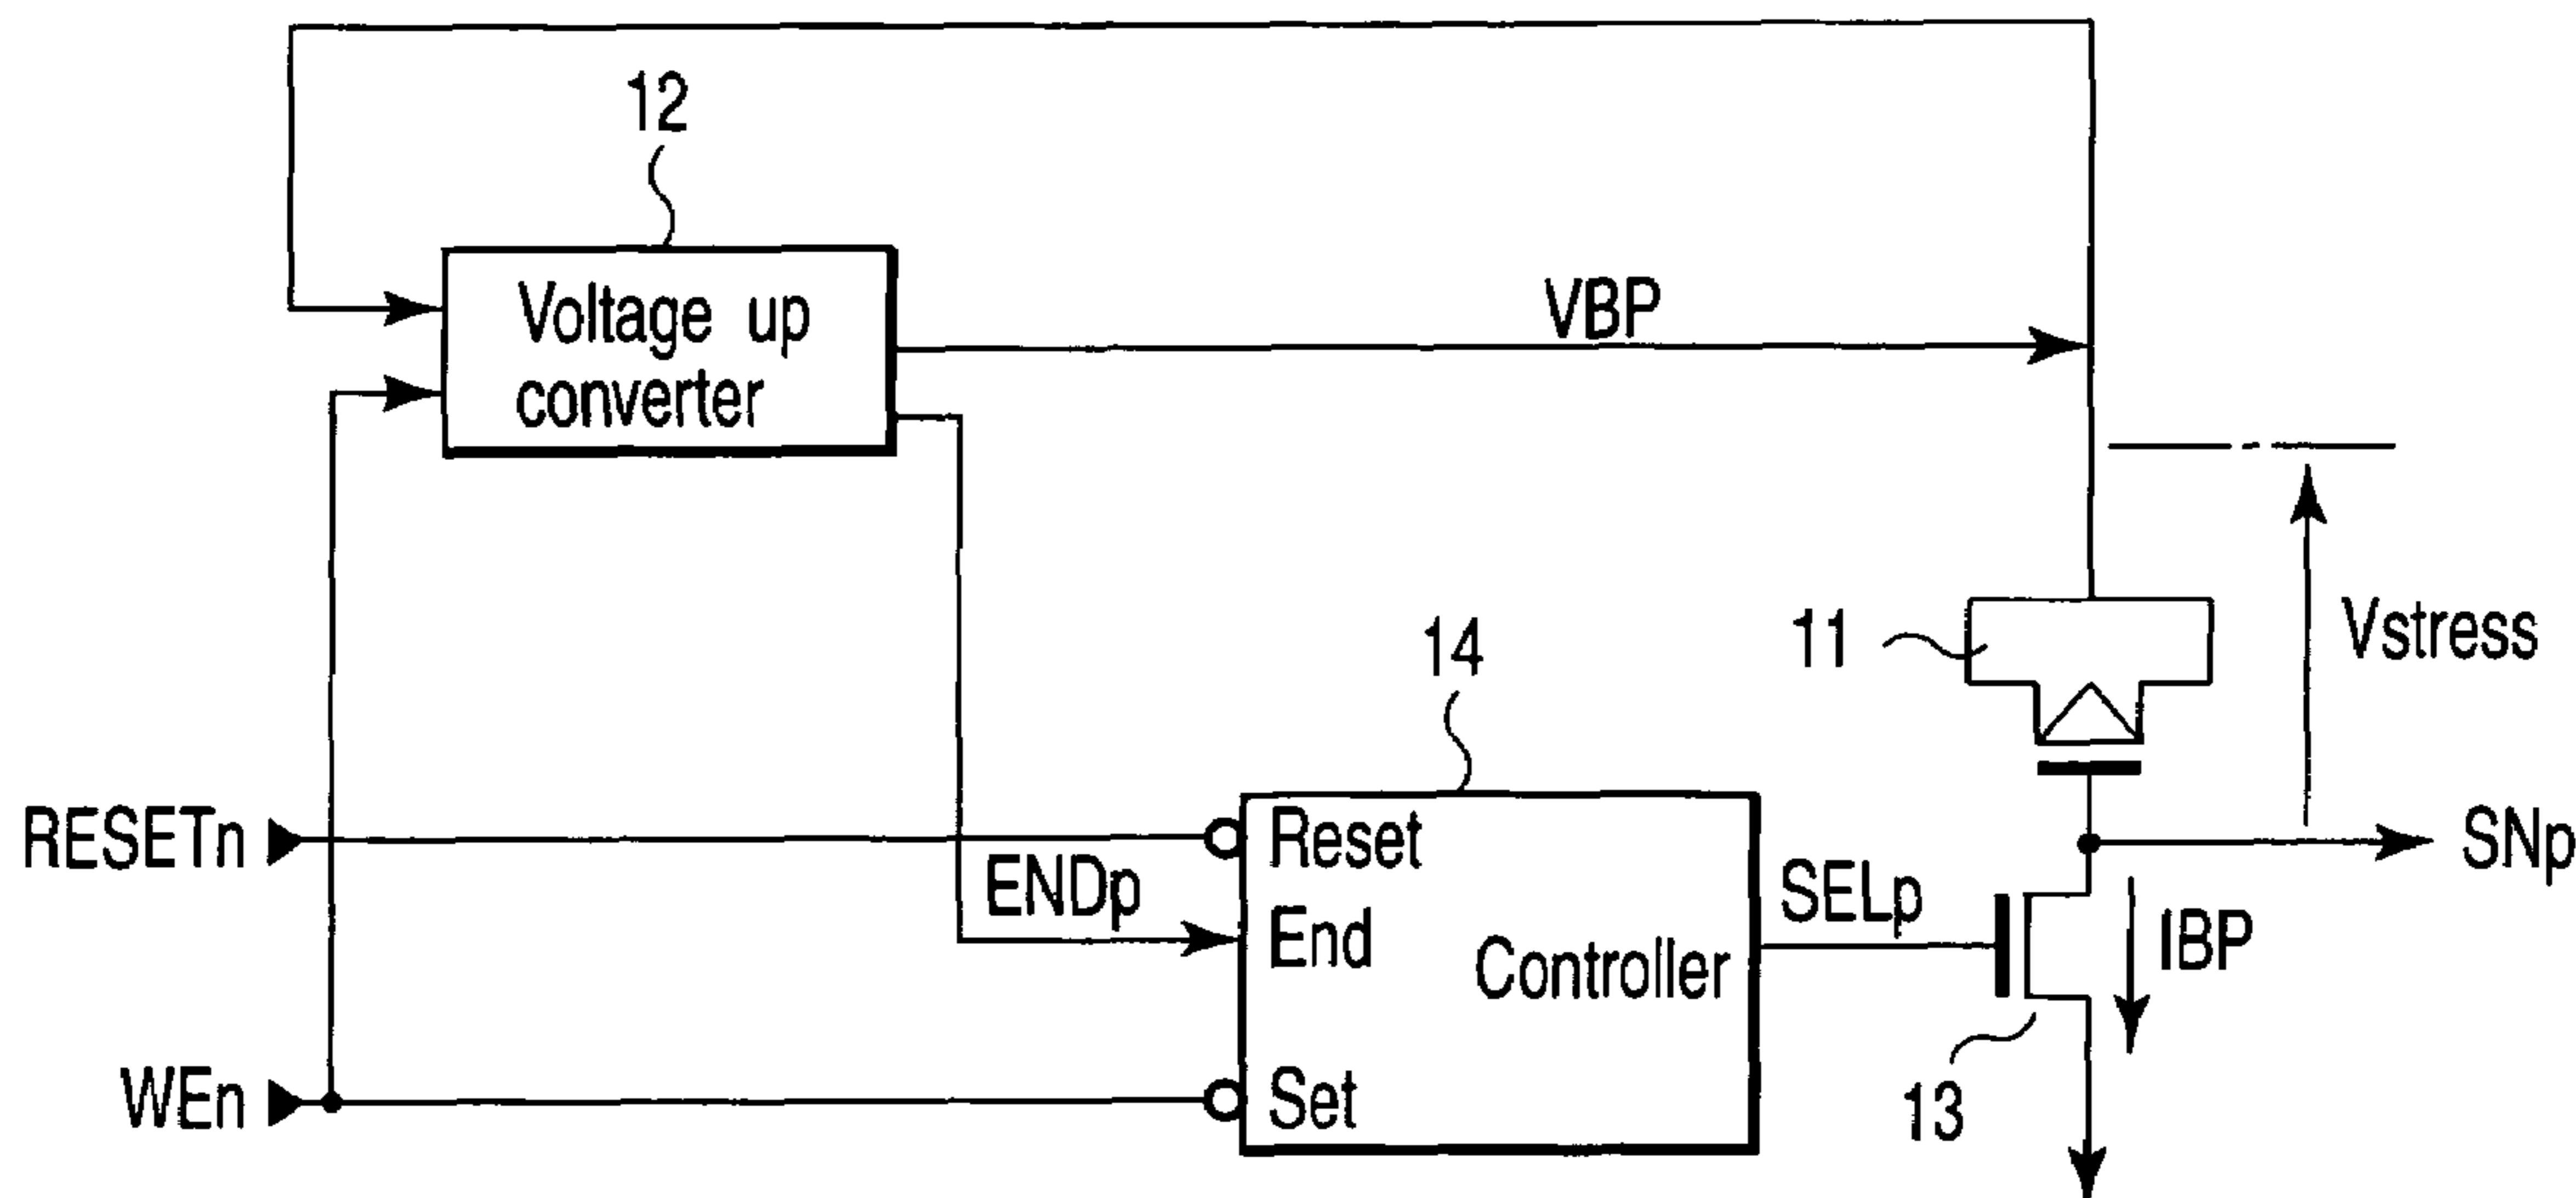 12
Voltage up
converter
VBP
11
Vstress
14
RESETn
Reset
ENDp
End
Controller
SELp
SNp
IBP
WEn
Set
13